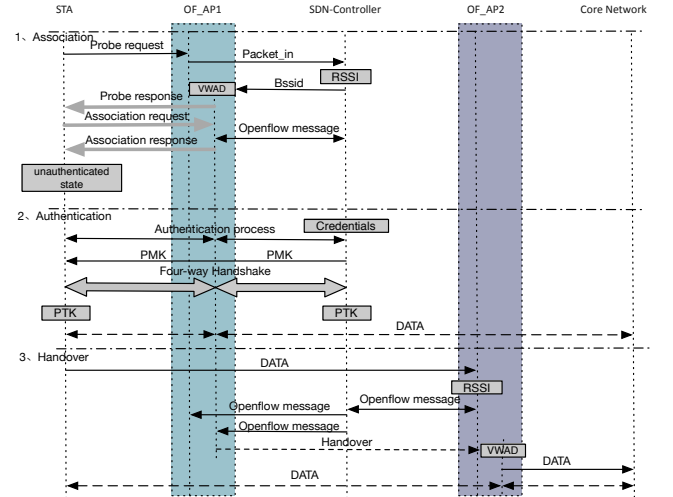 STA OF_AP1 SDN-Controller OF_AP2 Core Network
1、Association
Probe request
Packet_in
RSSI
VWAD
Bssid
Probe response
Association request
Openflow message
Association response
unauthenticated
state
2、Authentication
Credentials
Authentication process
PMK PMK
Four-way Handshake
PTK PTK
DATA
3、Handover
DATA
RSSI
Openflow message
Openflow message
Openflow message
Handover
VWAD
DATA
DATA